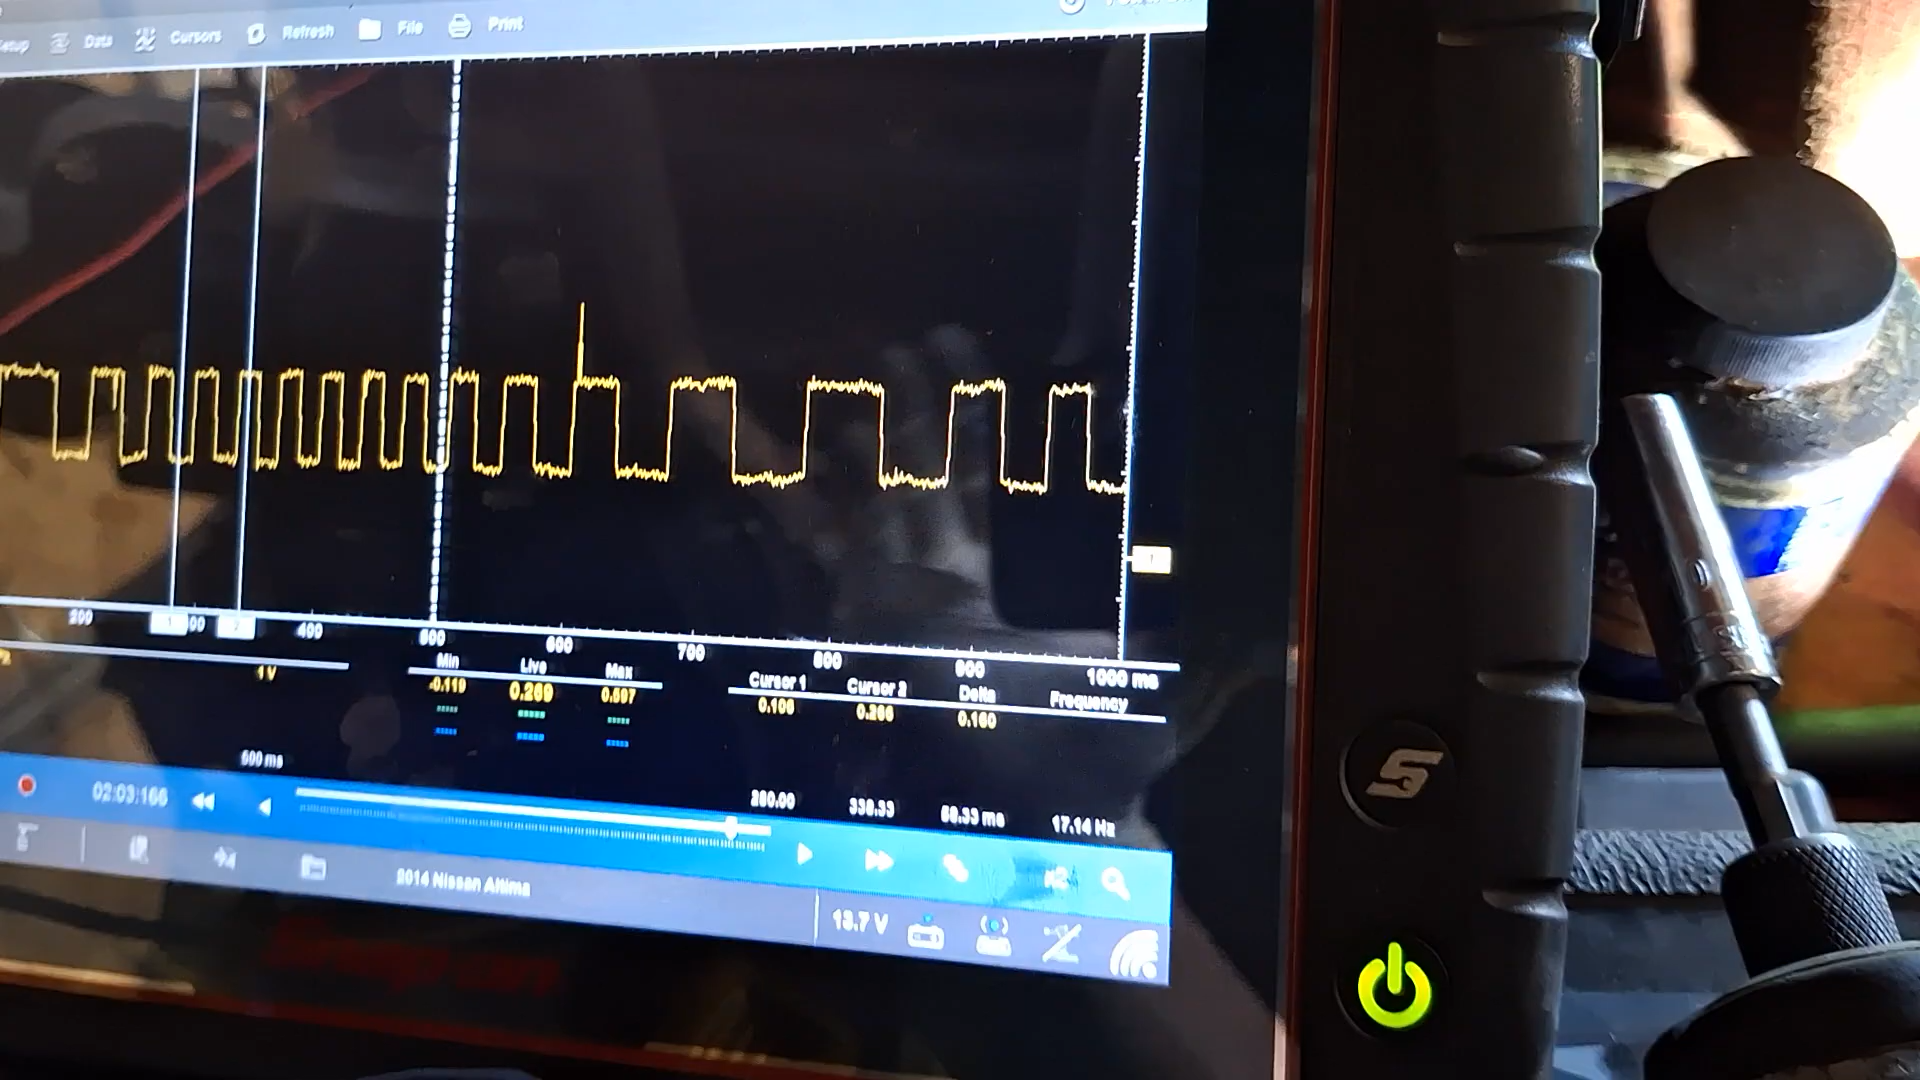 Data Cursors Refresh File Print
200 400 500 600 700 800 900 1000 ms
Min Live Max Cursor 1 Cursor 2 Delta Frequency
1 V -0.119 0.269 0.597 0.106 0.266 0.160
500 ms 280.00 338.33 58.33 ms 17.14 Hz
02:03:166 x2
2014 Nissan Altima 13.7 V